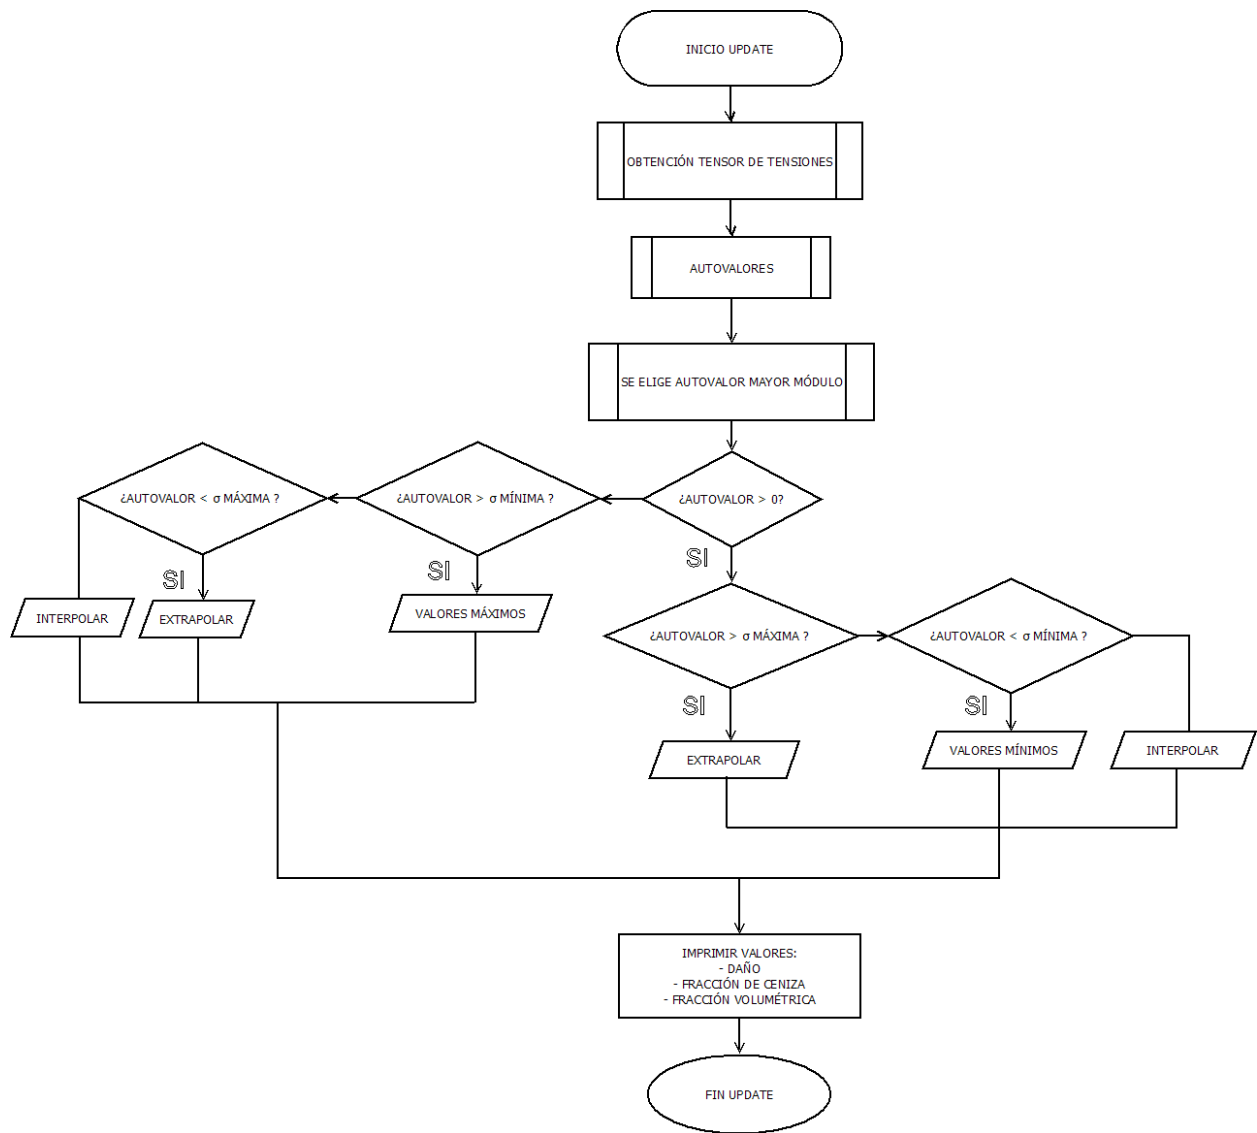 INICIO UPDATE
OBTENCIÓN TENSOR DE TENSIONES
AUTOVALORES
SE ELIGE AUTOVALOR MAYOR MÓDULO
¿AUTOVALOR < σ MÁXIMA ?
¿AUTOVALOR > σ MÍNIMA ?
¿AUTOVALOR > 0?
SI
SI
SI
INTERPOLAR
EXTRAPOLAR
VALORES MÁXIMOS
¿AUTOVALOR > σ MÁXIMA ?
¿AUTOVALOR < σ MÍNIMA ?
SI
SI
EXTRAPOLAR
VALORES MÍNIMOS
INTERPOLAR
IMPRIMIR VALORES:
- DAÑO
- FRACCIÓN DE CENIZA
- FRACCIÓN VOLUMÉTRICA
FIN UPDATE